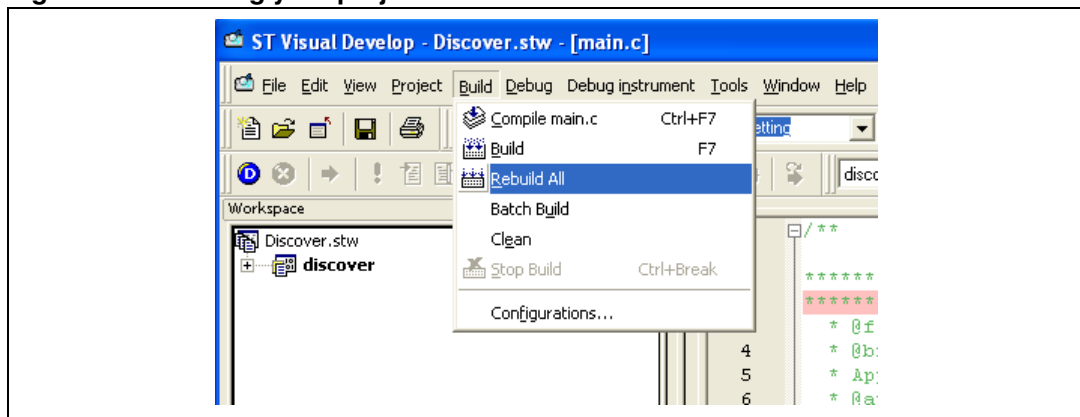 ST Visual Develop - Discover.stw - [main.c]
File Edit View Project Build Debug Debug instrument Tools Window Help
Compile main.c Ctrl+F7
Build F7
Rebuild All
Batch Build
Clean
Stop Build Ctrl+Break
Configurations...
Workspace
Discover.stw
discover
/**
******
******
* @f
4 * @b
5 * Ap
6 * @a